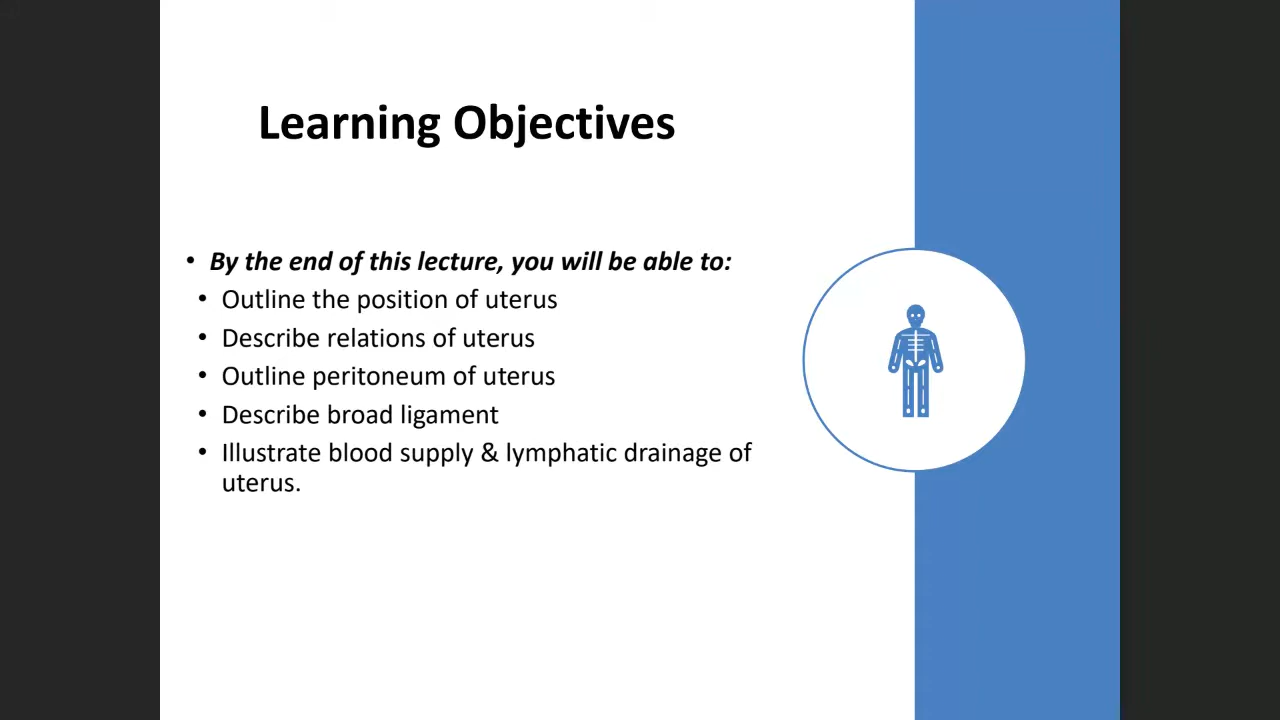 Learning Objectives
• By the end of this lecture, you will be able to:
• Outline the position of uterus
• Describe relations of uterus
• Outline peritoneum of uterus
• Describe broad ligament
• Illustrate blood supply & lymphatic drainage of
uterus.